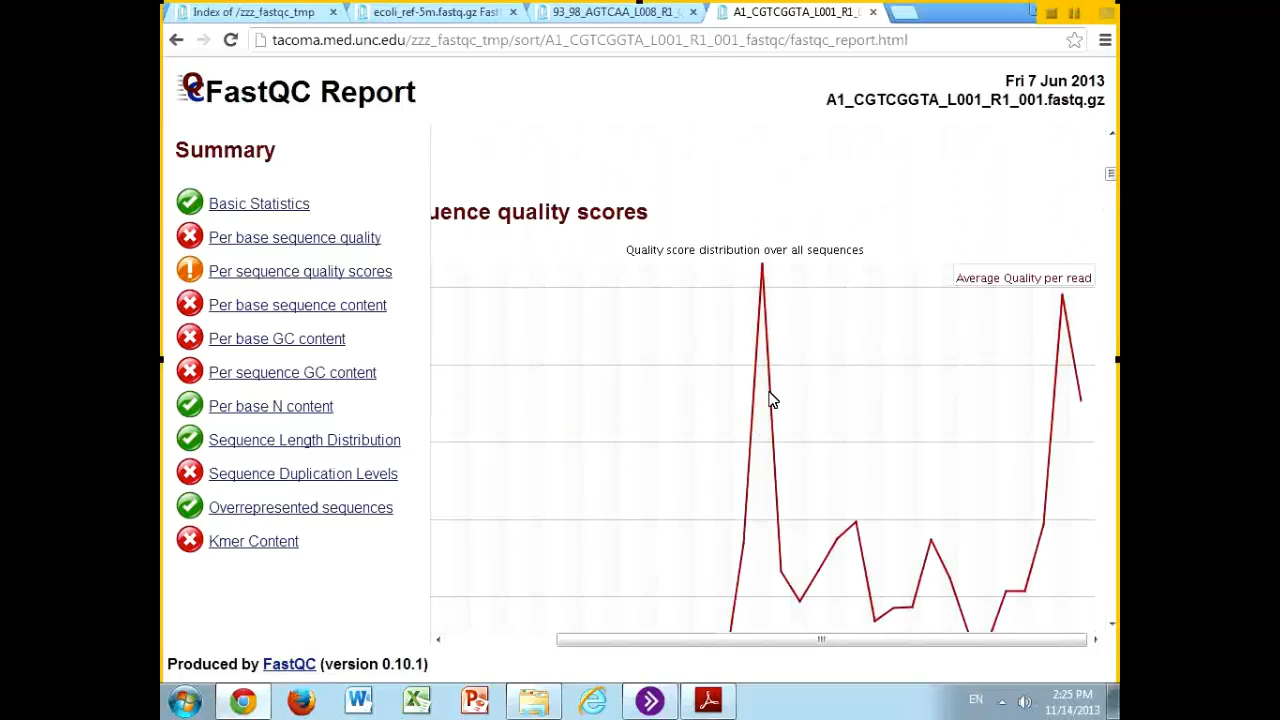 Index of /zzz_fastqc_tmp
ecoli_ref-5m.fastq.gz Fast
93_98_AGTCAA_L008_R1_
A1_CGTCGGTA_L001_R1_
tacoma.med.unc.edu/zzz_fastqc_tmp/sort/A1_CGTCGGTA_L001_R1_001_fastqc/fastqc_report.html
FastQC Report
Fri 7 Jun 2013
A1_CGTCGGTA_L001_R1_001.fastq.gz
Summary
Basic Statistics
Per base sequence quality
Per sequence quality scores
Per base sequence content
Per base GC content
Per sequence GC content
Per base N content
Sequence Length Distribution
Sequence Duplication Levels
Overrepresented sequences
Kmer Content
uence quality scores
Quality score distribution over all sequences
Average Quality per read
Produced by FastQC (version 0.10.1)
EN
2:25 PM
11/14/2013